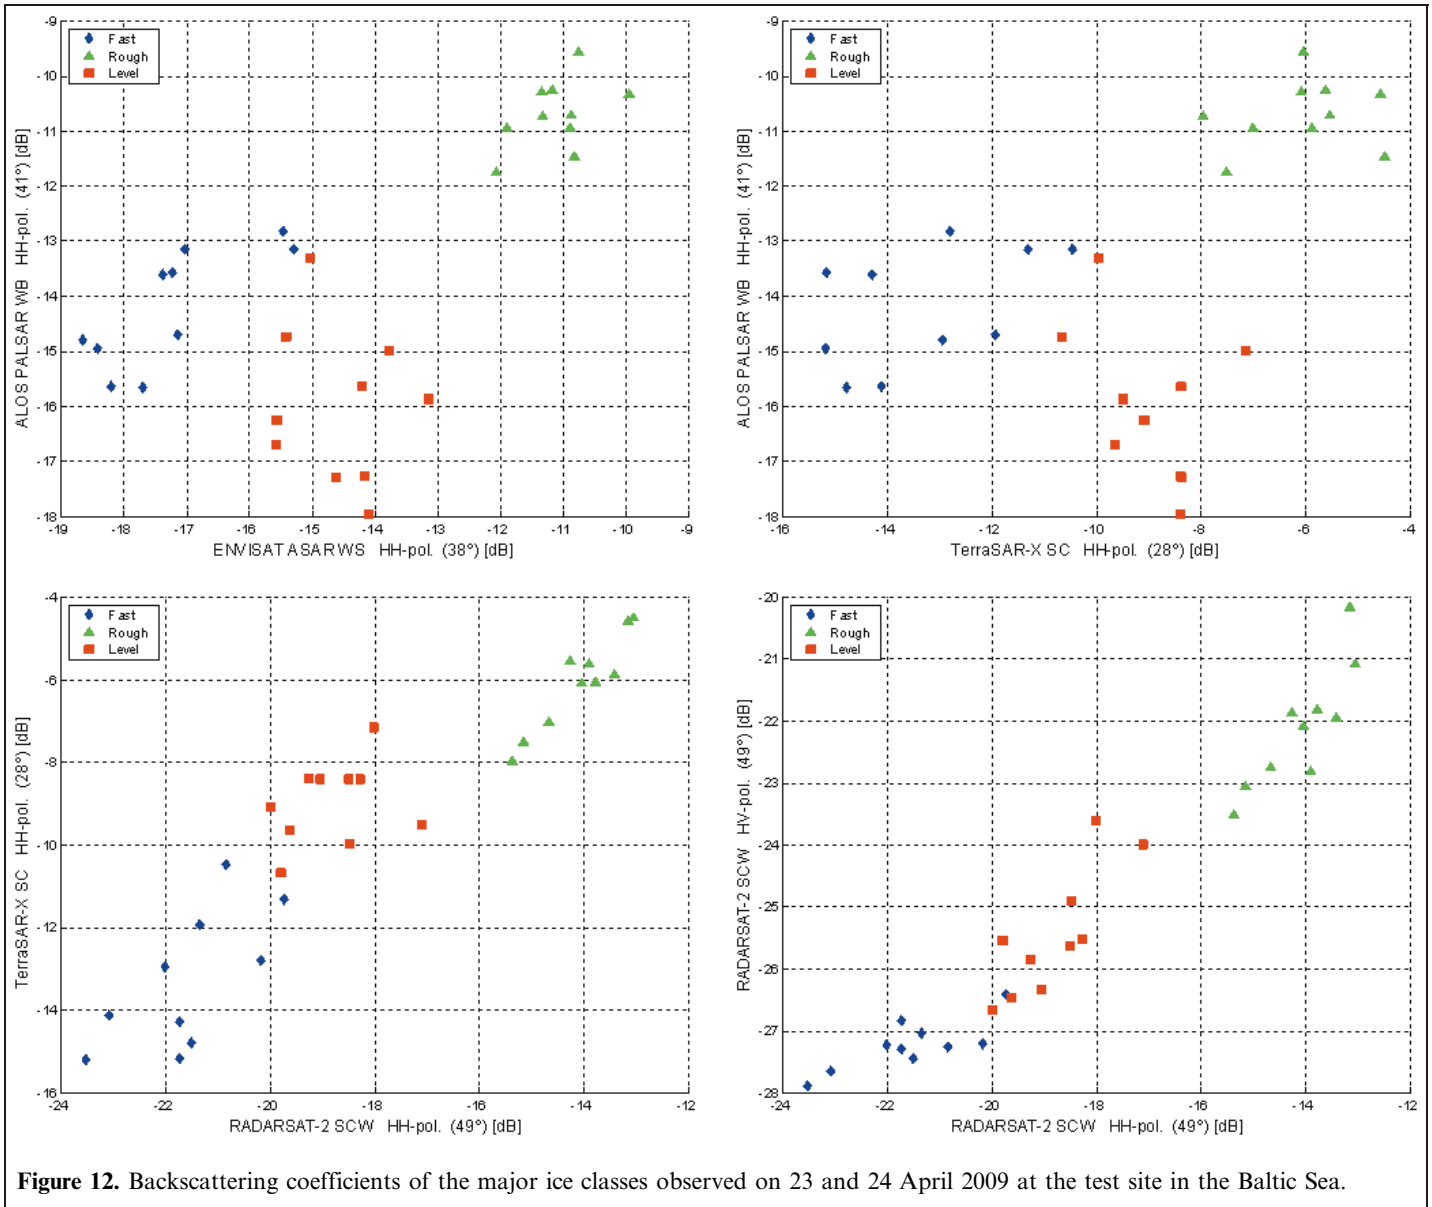 Fast
Rough
Level
-9
-10
-11
-12
-13
-14
-15
-16
-17
-18
ALOS PALSAR WB HH-pol. (41°) [dB]
-19 -18 -17 -16 -15 -14 -13 -12 -11 -10 -9
ENVISAT ASAR WS HH-pol. (38°) [dB]
Fast
Rough
Level
-9
-10
-11
-12
-13
-14
-15
-16
-17
-18
ALOS PALSAR WB HH-pol. (41°) [dB]
-16 -14 -12 -10 -8 -6 -4
TerraSAR-X SC HH-pol. (28°) [dB]
Fast
Rough
Level
-4
-6
-8
-10
-12
-14
-16
TerraSAR-X SC HH-pol. (28°) [dB]
-24 -22 -20 -18 -16 -14 -12
RADARSAT-2 SCW HH-pol. (49°) [dB]
Fast
Rough
Level
-20
-21
-22
-23
-24
-25
-26
-27
-28
RADARSAT-2 SCW HV-pol. (49°) [dB]
-24 -22 -20 -18 -16 -14 -12
RADARSAT-2 SCW HH-pol. (49°) [dB]
Figure 12. Backscattering coefficients of the major ice classes observed on 23 and 24 April 2009 at the test site in the Baltic Sea.